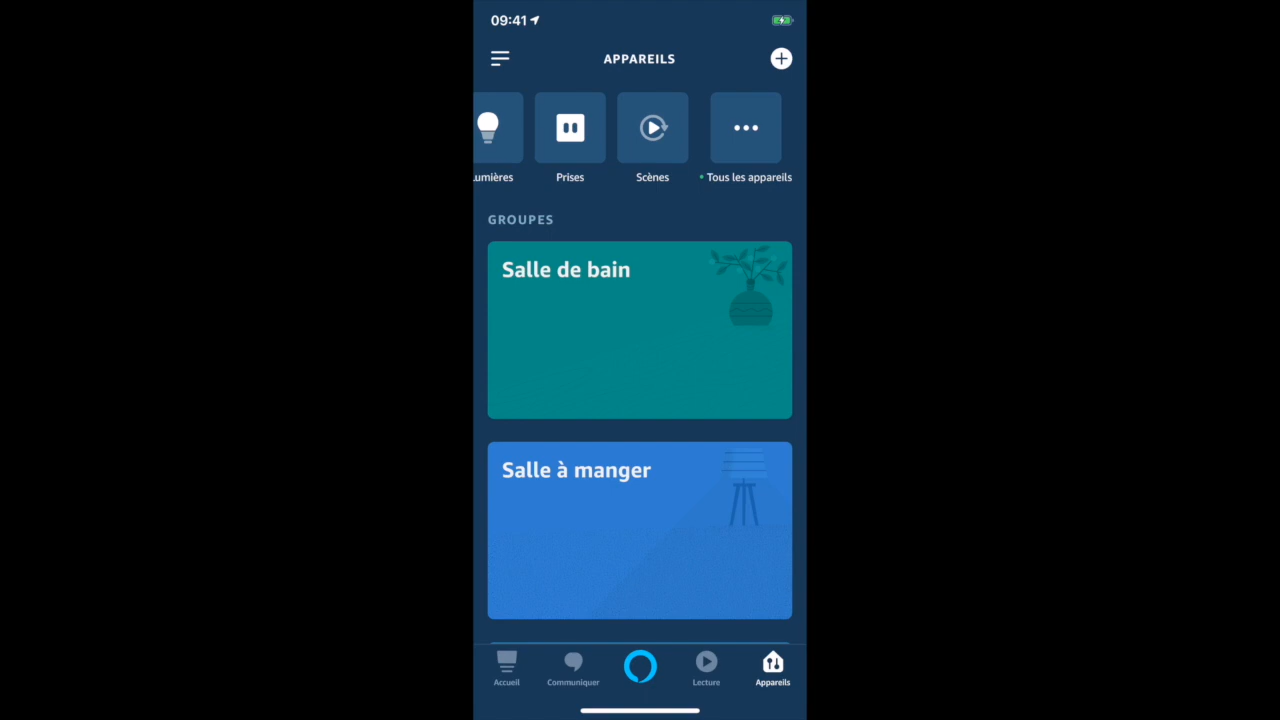 09:41
APPAREILS
umières
Prises
Scènes
Tous les appareils
GROUPES
Salle de bain
Salle à manger
Accueil
Communiquer
Lecture
Appareils